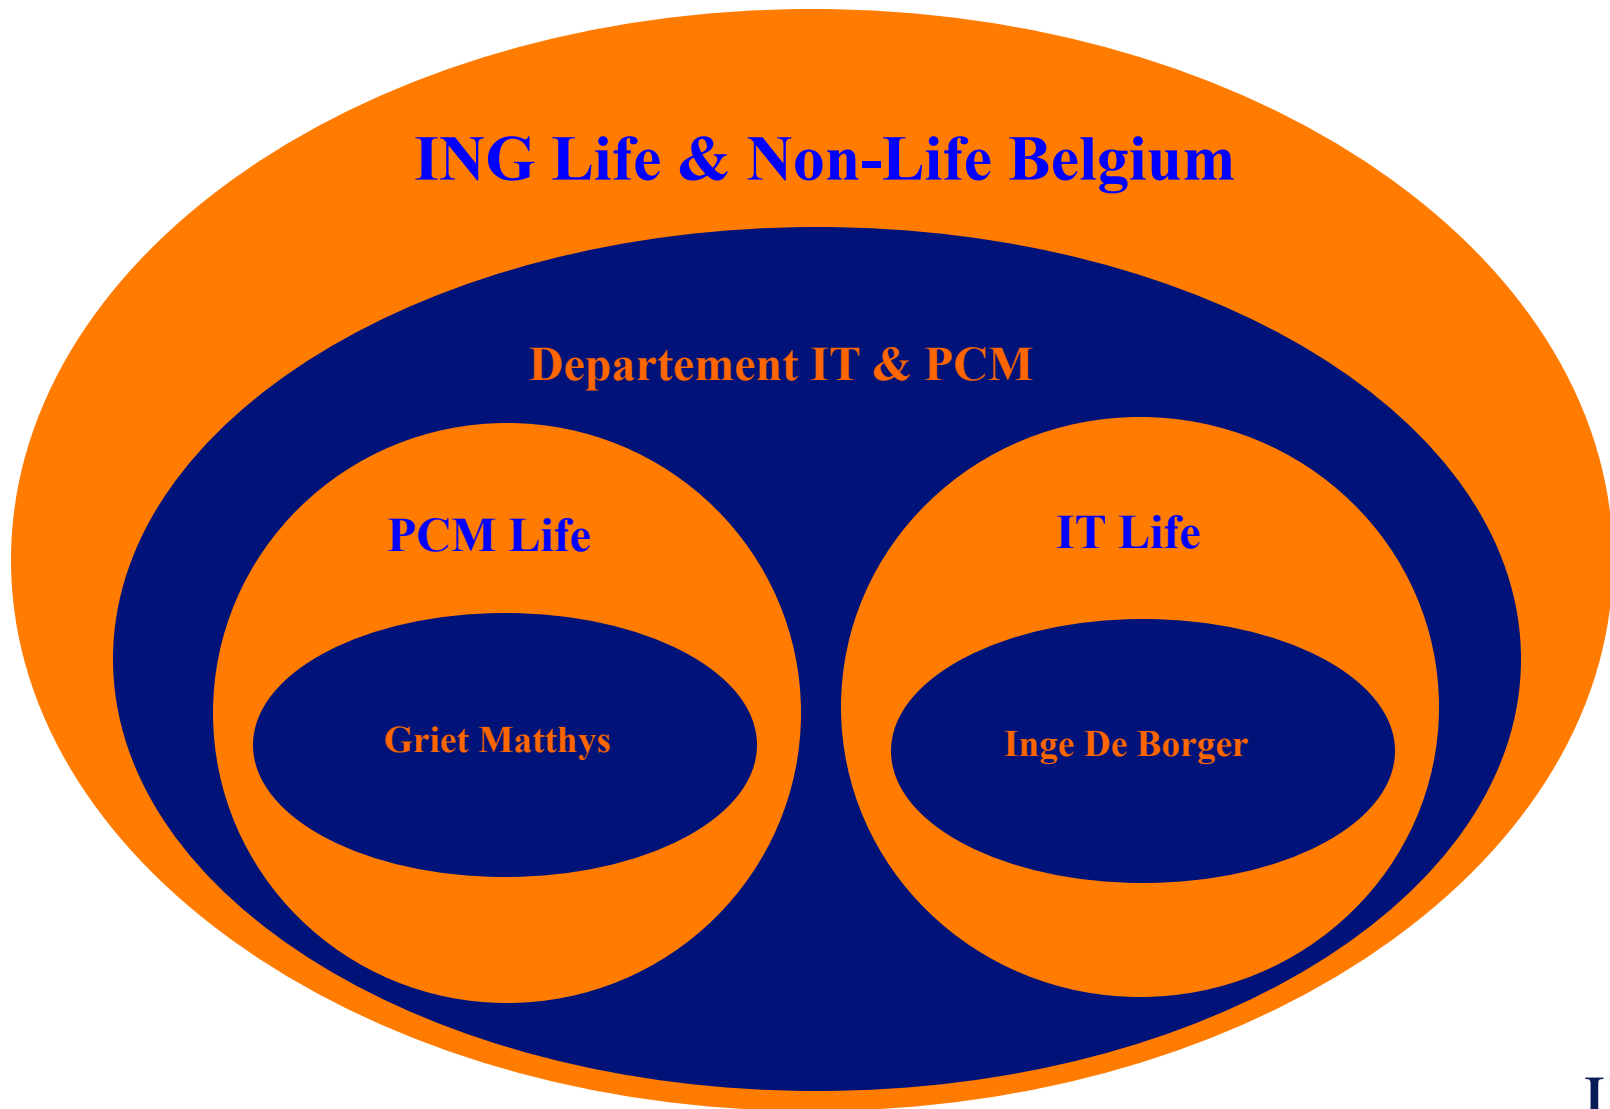 ING Life & Non-Life Belgium
Departement IT & PCM
PCM Life
IT Life
Griet Matthys
Inge De Borger